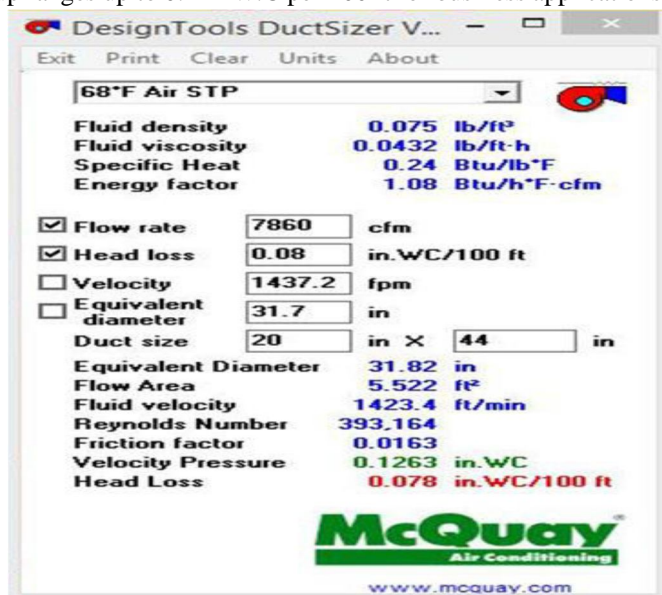 DesignTools DuctSizer V...
Exit Print Clear Units About
68°F Air STP
Fluid density 0.075 lb/ft³
Fluid viscosity 0.0432 lb/ft·h
Specific Heat 0.24 Btu/lb°F
Energy factor 1.08 Btu/h°F·cfm
Flow rate 7860 cfm
Head loss 0.08 in.WC/100 ft
Velocity 1437.2 fpm
Equivalent diameter 31.7 in
Duct size 20 in X 44 in
Equivalent Diameter 31.82 in
Flow Area 5.522 ft²
Fluid velocity 1423.4 ft/min
Reynolds Number 393,164
Friction factor 0.0163
Velocity Pressure 0.1263 in.WC
Head Loss 0.078 in.WC/100 ft
McQuay
Air Conditioning
www.mcquay.com